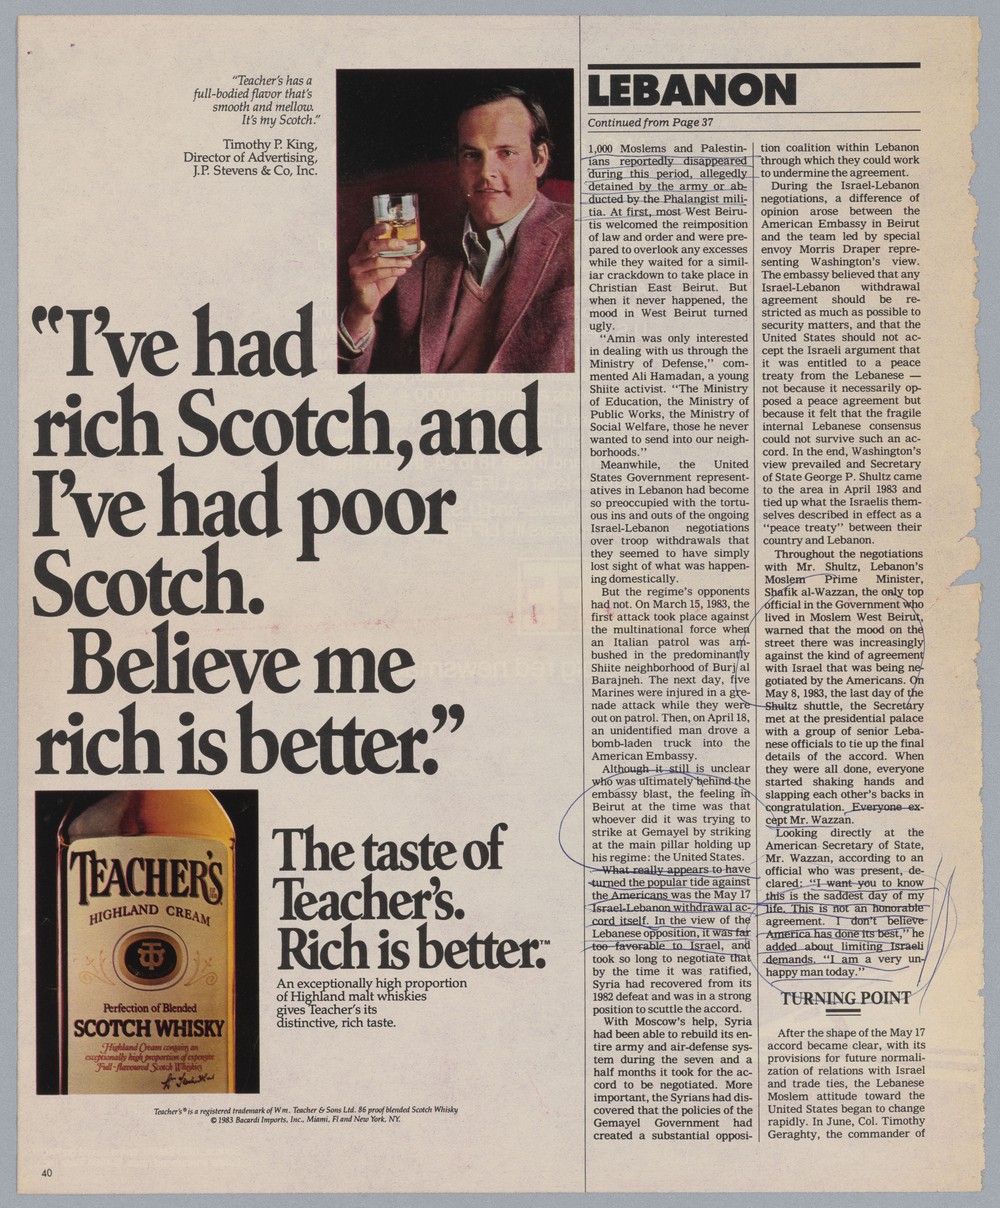 “Teacher’s has a
full-bodied flavor that’s
smooth and mellow.
It’s my Scotch.”
Timothy P. King,
Director of Advertising,
J.P. Stevens & Co, Inc.
“I’ve had
rich Scotch, and
I’ve had poor
Scotch.
Believe me
rich is better.”
TEACHER’S
HIGHLAND CREAM
Perfection of Blended
SCOTCH WHISKY
Highland Cream contains an
exceptionally high proportion of expensive
Full-flavoured Scotch Whiskies
The taste of
Teacher’s.
Rich is better.™
An exceptionally high proportion
of Highland malt whiskies
gives Teacher’s its
distinctive, rich taste.
Teacher’s® is a registered trademark of Wm. Teacher & Sons Ltd. 86 proof blended Scotch Whisky
© 1983 Bacardi Imports, Inc., Miami, Fl and New York, NY.
40
LEBANON
Continued from Page 37
1,000 Moslems and Palestin-
ians reportedly disappeared
during this period, allegedly
detained by the army or ab-
ducted by the Phalangist mili-
tia. At first, most West Beiru-
tis welcomed the reimposition
of law and order and were pre-
pared to overlook any excesses
while they waited for a simil-
iar crackdown to take place in
Christian East Beirut. But
when it never happened, the
mood in West Beirut turned
ugly.
“Amin was only interested
in dealing with us through the
Ministry of Defense,” com-
mented Ali Hamadan, a young
Shiite activist. “The Ministry
of Education, the Ministry of
Public Works, the Ministry of
Social Welfare, those he never
wanted to send into our neigh-
borhoods.”
Meanwhile, the United
States Government represent-
atives in Lebanon had become
so preoccupied with the tortu-
ous ins and outs of the ongoing
Israel-Lebanon negotiations
over troop withdrawals that
they seemed to have simply
lost sight of what was happen-
ing domestically.
But the regime’s opponents
had not. On March 15, 1983, the
first attack took place against
the multinational force when
an Italian patrol was am-
bushed in the predominantly
Shiite neighborhood of Burj al
Barajneh. The next day, five
Marines were injured in a gre-
nade attack while they were
out on patrol. Then, on April 18,
an unidentified man drove a
bomb-laden truck into the
American Embassy.
Although it still is unclear
who was ultimately behind the
embassy blast, the feeling in
Beirut at the time was that
whoever did it was trying to
strike at Gemayel by striking
at the main pillar holding up
his regime: the United States.
What really appears to have
turned the popular tide against
the Americans was the May 17
Israel-Lebanon withdrawal ac-
cord itself. In the view of the
Lebanese opposition, it was far
too favorable to Israel, and
took so long to negotiate that
by the time it was ratified,
Syria had recovered from its
1982 defeat and was in a strong
position to scuttle the accord.
With Moscow’s help, Syria
had been able to rebuild its en-
tire army and air-defense sys-
tem during the seven and a
half months it took for the ac-
cord to be negotiated. More
important, the Syrians had dis-
covered that the policies of the
Gemayel Government had
created a substantial opposi-
tion coalition within Lebanon
through which they could work
to undermine the agreement.
During the Israel-Lebanon
negotiations, a difference of
opinion arose between the
American Embassy in Beirut
and the team led by special
envoy Morris Draper repre-
senting Washington’s view.
The embassy believed that any
Israel-Lebanon withdrawal
agreement should be re-
stricted as much as possible to
security matters, and that the
United States should not ac-
cept the Israeli argument that
it was entitled to a peace
treaty from the Lebanese —
not because it necessarily op-
posed a peace agreement but
because it felt that the fragile
internal Lebanese consensus
could not survive such an ac-
cord. In the end, Washington’s
view prevailed and Secretary
of State George P. Shultz came
to the area in April 1983 and
tied up what the Israelis them-
selves described in effect as a
“peace treaty” between their
country and Lebanon.
Throughout the negotiations
with Mr. Shultz, Lebanon’s
Moslem Prime Minister,
Shafik al-Wazzan, the only top
official in the Government who
lived in Moslem West Beirut,
warned that the mood on the
street there was increasingly
against the kind of agreement
with Israel that was being ne-
gotiated by the Americans. On
May 8, 1983, the last day of the
Shultz shuttle, the Secretary
met at the presidential palace
with a group of senior Leba-
nese officials to tie up the final
details of the accord. When
they were all done, everyone
started shaking hands and
slapping each other’s backs in
congratulation. Everyone ex-
cept Mr. Wazzan.
Looking directly at the
American Secretary of State,
Mr. Wazzan, according to an
official who was present, de-
clared: “I want you to know
this is the saddest day of my
life. This is not an honorable
agreement. I don’t believe
America has done its best,” he
added about limiting Israeli
demands. “I am a very un-
happy man today.”
TURNING POINT
After the shape of the May 17
accord became clear, with its
provisions for future normali-
zation of relations with Israel
and trade ties, the Lebanese
Moslem attitude toward the
United States began to change
rapidly. In June, Col. Timothy
Geraghty, the commander of